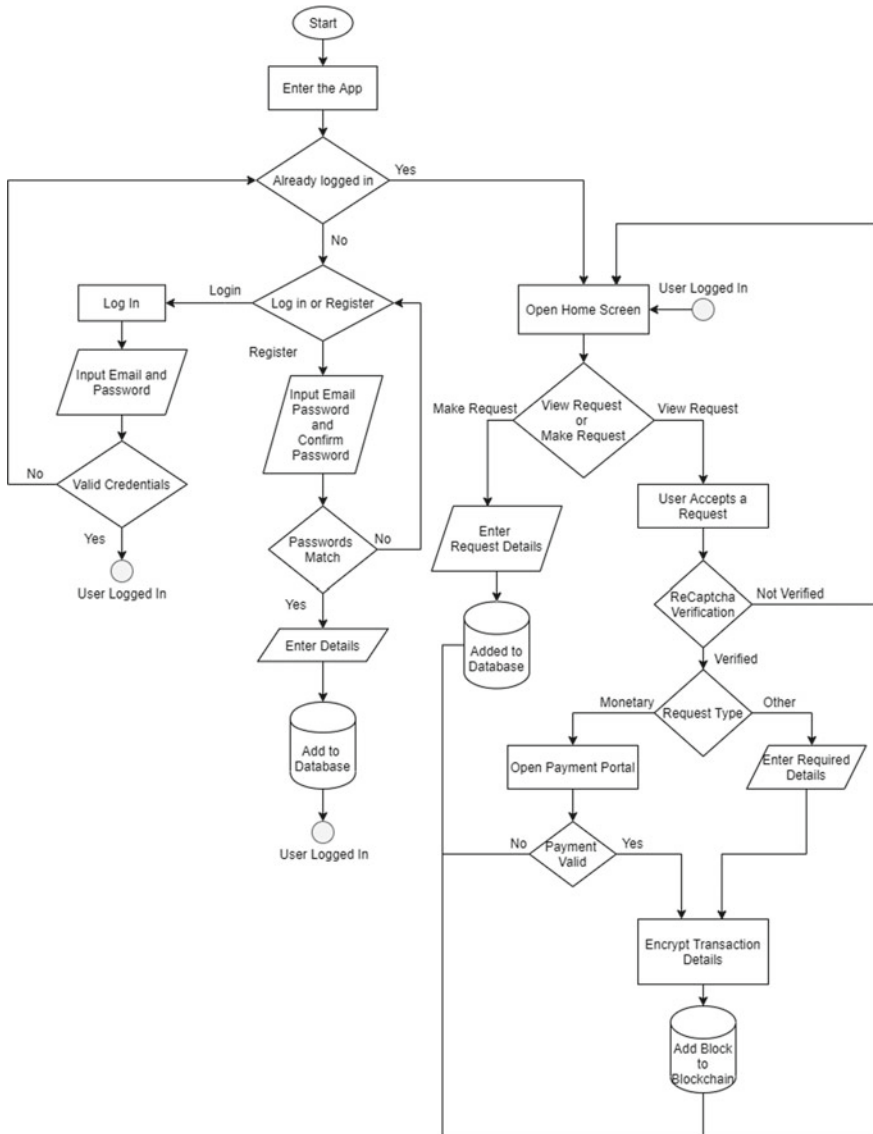 Start
Enter the App
Already logged in
Yes
No
Login
Log In
Log in or Register
User Logged In
Open Home Screen
Register
Input Email and
Password
Input Email
Password
and
Confirm
Password
Make Request
View Request
or
Make Request
View Request
No
Valid Credentials
User Accepts a
Request
Enter
Request Details
Yes
Passwords
Match
No
User Logged In
ReCaptcha
Verification
Not Verified
Yes
Enter Details
Added to
Database
Verified
Monetary
Request Type
Other
Add to
Database
Open Payment Portal
Enter Required
Details
User Logged In
No
Payment
Valid
Yes
Encrypt Transaction
Details
Add Block
to
Blockchain